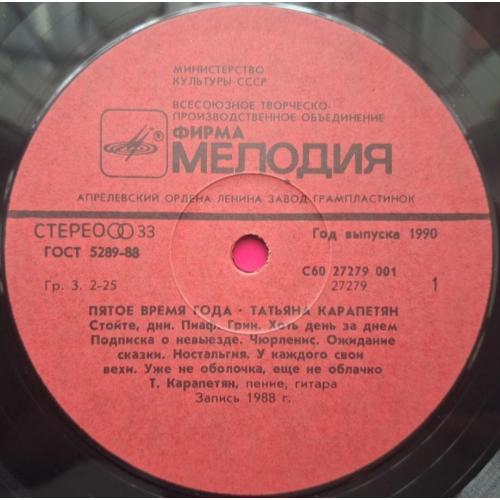 МИНИСТЕРСТВО
КУЛЬТУРЫ СССР
ВСЕСОЮЗНОЕ ТВОРЧЕСКО-
ПРОИЗВОДСТВЕННОЕ ОБЪЕДИНЕНИЕ
ФИРМА
МЕЛОДИЯ
АПРЕЛЕВСКИЙ ОРДЕНА ЛЕНИНА ЗАВОД ГРАМПЛАСТИНОК
СТЕРЕО 33
Год выпуска 1990
ГОСТ 5289-88
С60 27279 001
Гр. 3. 2-25
27279
1
ПЯТОЕ ВРЕМЯ ГОДА · ТАТЬЯНА КАРАПЕТЯН
Стойте, дни. Пиаф. Грин. Хоть день за днем
Подписка о невыезде. Чюрленис. Ожидание
сказки. Ностальгия. У каждого свои
вехи. Уже не оболочка, еще не облачко
Т. Карапетян, пение, гитара
Запись 1988 г.